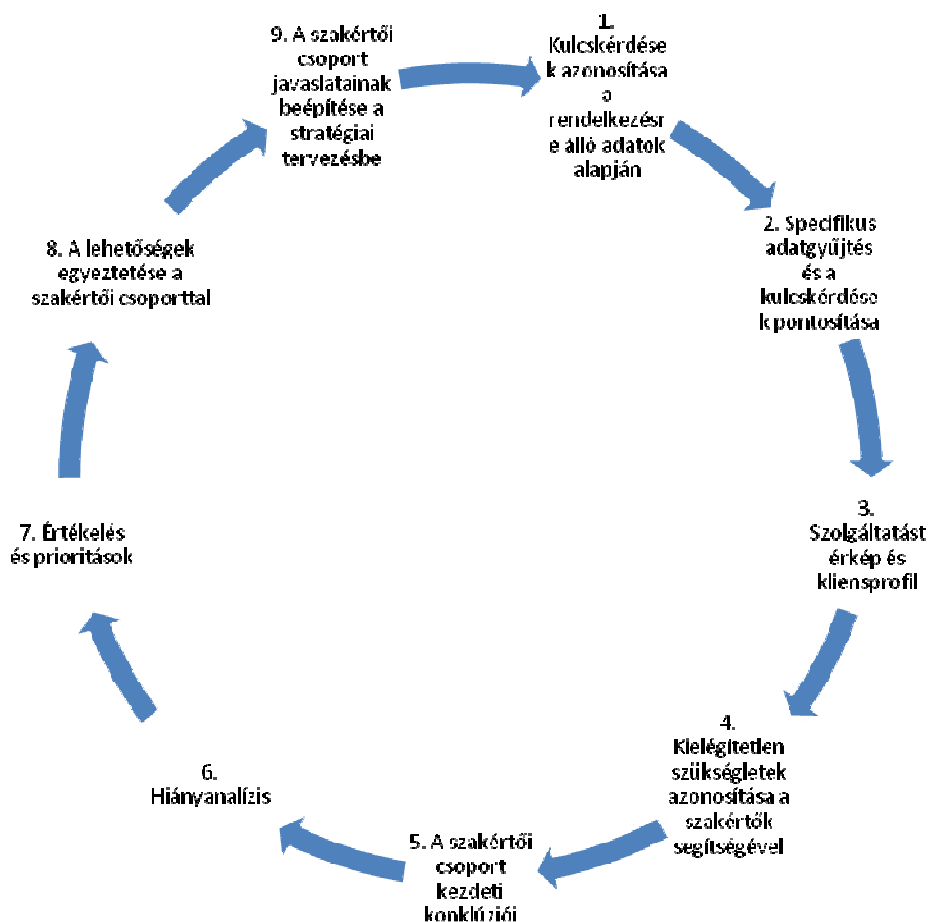 1.
Kulcskérdése
k azonosítása
a
rendelkezésr
e álló adatok
alapján
2. Specifikus
adatgyűjtés
és a
kulcskérdése
k pontosítása
3.
Szolgáltatást
érkép és
kliensprofil
4.
Kielégítetlen
szükségletek
azonosítása a
szakértők
segítségével
5. A szakértői
csoport
kezdeti
konklúziói
6.
Hiányanalízis
7. Értékelés
és prioritások
8. A lehetőségek
egyeztetése a
szakértői csoporttal
9. A szakértői
csoport
javaslatainak
beépítése a
stratégiai
tervezésbe